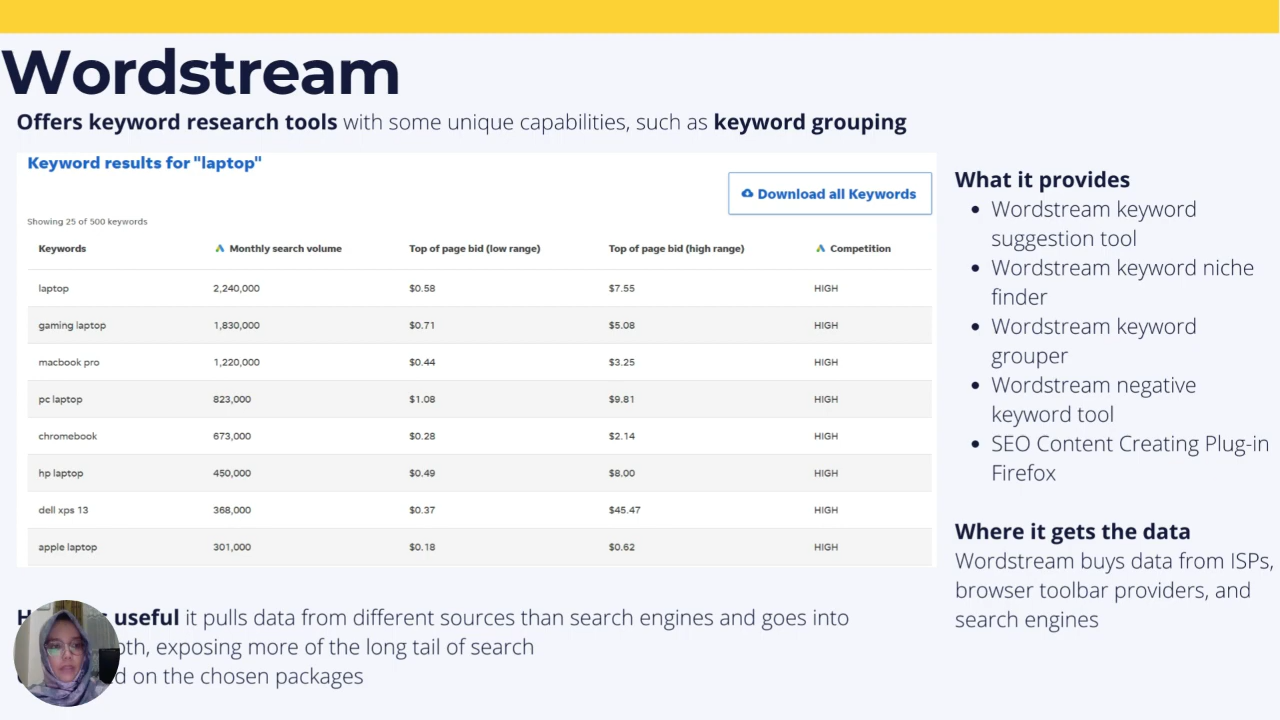 Wordstream
Offers keyword research tools with some unique capabilities, such as keyword grouping
Keyword results for "laptop"
Download all Keywords
Showing 25 of 500 keywords
Keywords Monthly search volume Top of page bid (low range) Top of page bid (high range) Competition
laptop 2,240,000 $0.58 $7.55 HIGH
gaming laptop 1,830,000 $0.71 $5.08 HIGH
macbook pro 1,220,000 $0.44 $3.25 HIGH
pc laptop 823,000 $1.08 $9.81 HIGH
chromebook 673,000 $0.28 $2.14 HIGH
hp laptop 450,000 $0.49 $8.00 HIGH
dell xps 13 368,000 $0.37 $45.47 HIGH
apple laptop 301,000 $0.18 $0.62 HIGH
What it provides
• Wordstream keyword
suggestion tool
• Wordstream keyword niche
finder
• Wordstream keyword
grouper
• Wordstream negative
keyword tool
• SEO Content Creating Plug-in
Firefox
Where it gets the data
Wordstream buys data from ISPs,
browser toolbar providers, and
search engines
useful it pulls data from different sources than search engines and goes into
exposing more of the long tail of search
on the chosen packages